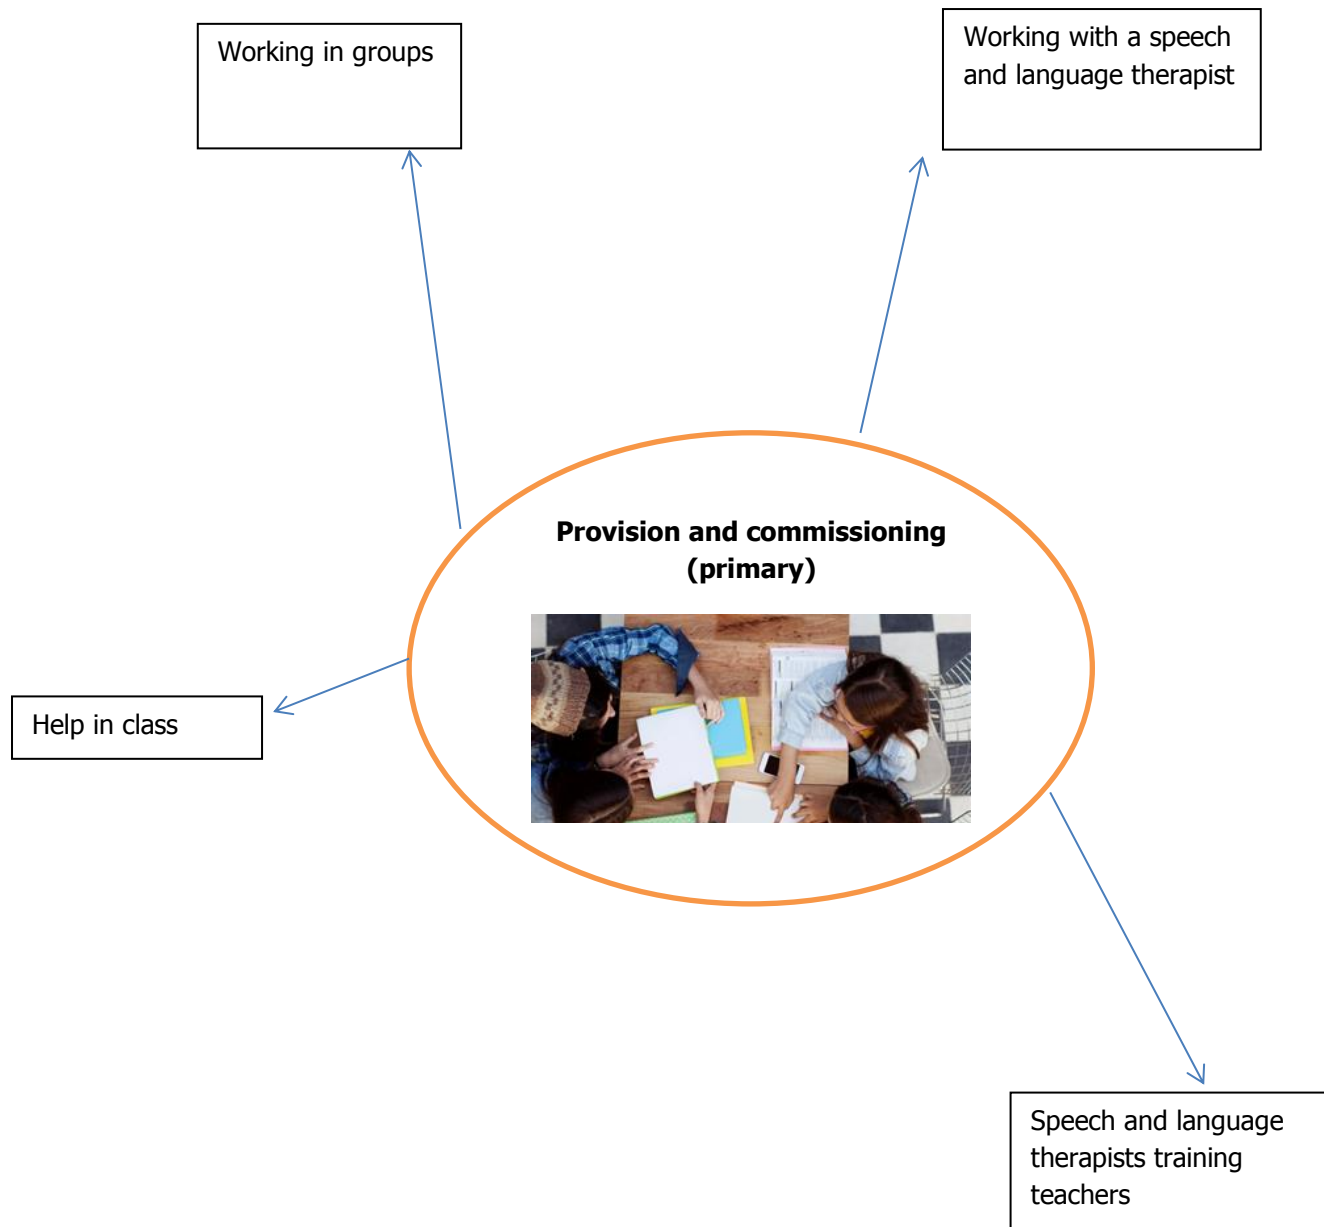 Working in groups
Working with a speech
and language therapist
Provision and commissioning
(primary)
Help in class
Speech and language
therapists training
teachers